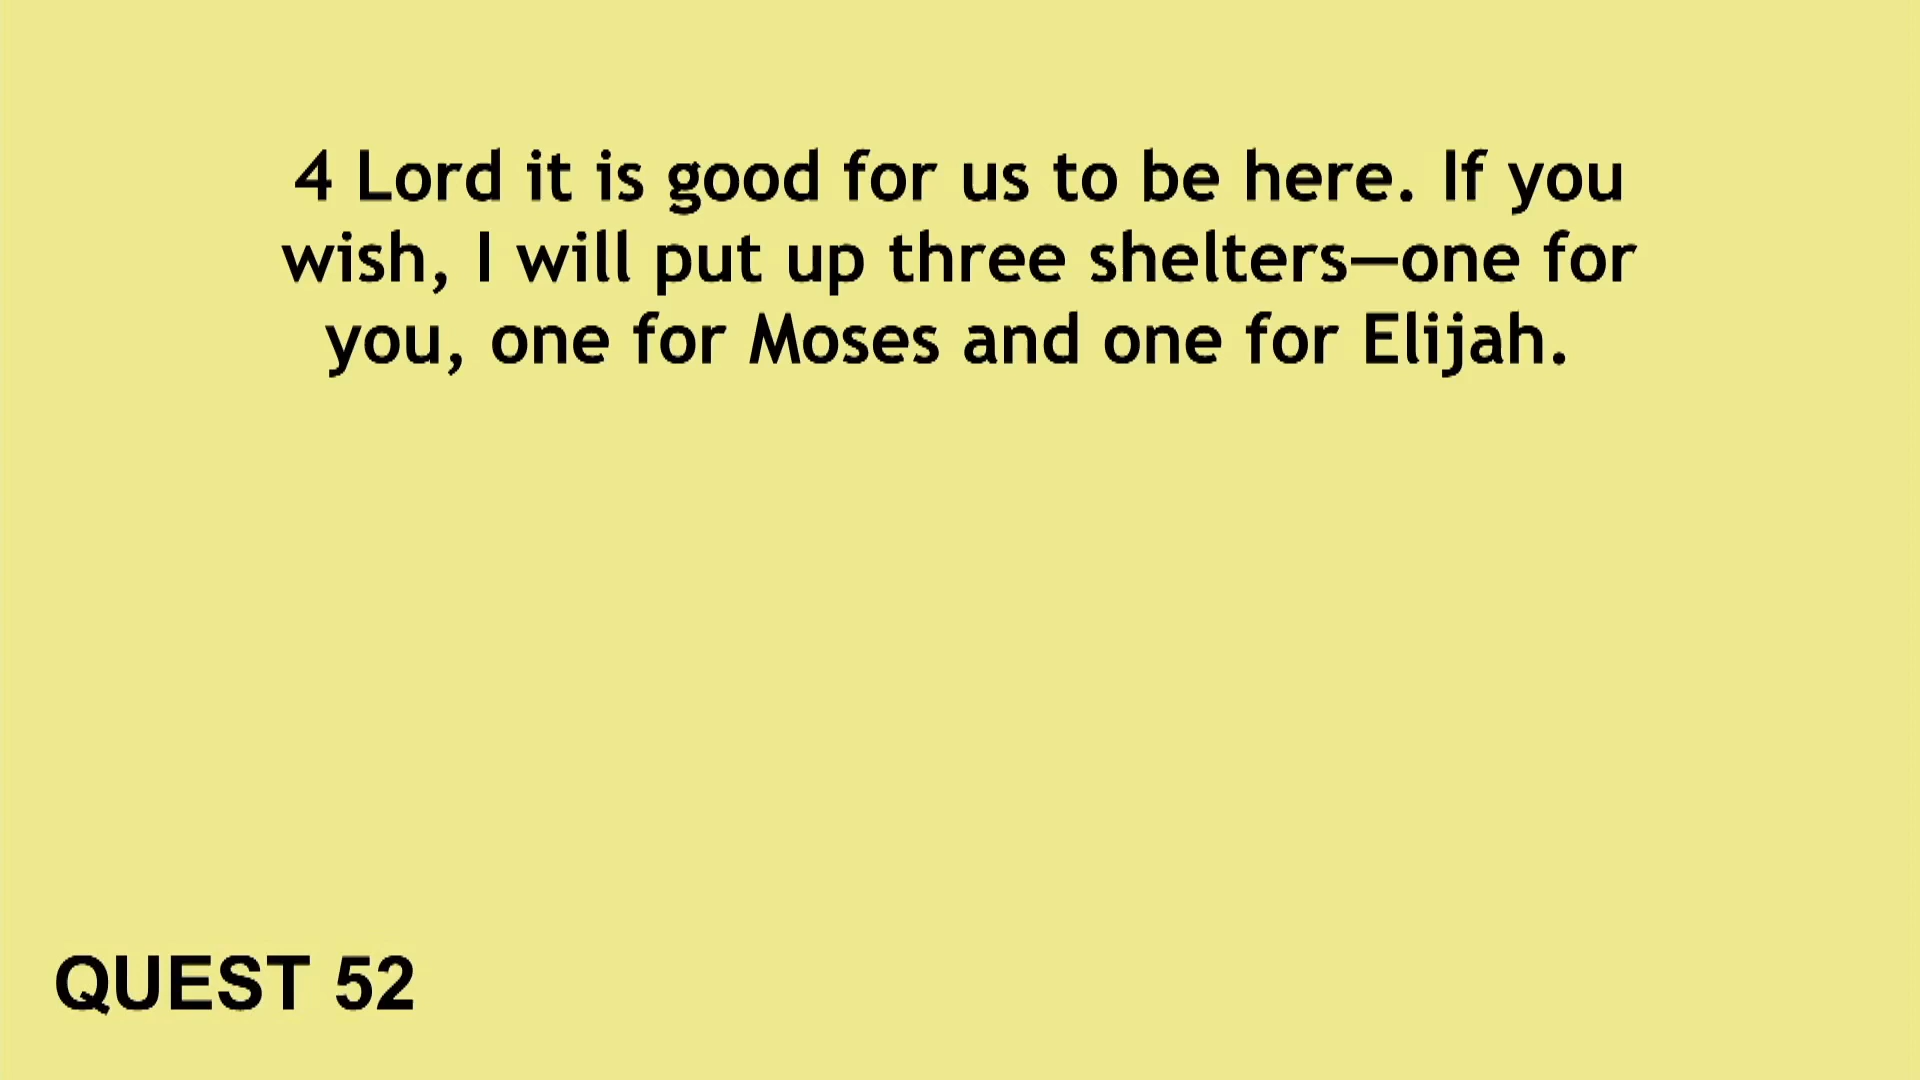 4 Lord it is good for us to be here. If you
wish, I will put up three shelters—one for
you, one for Moses and one for Elijah.
QUEST 52